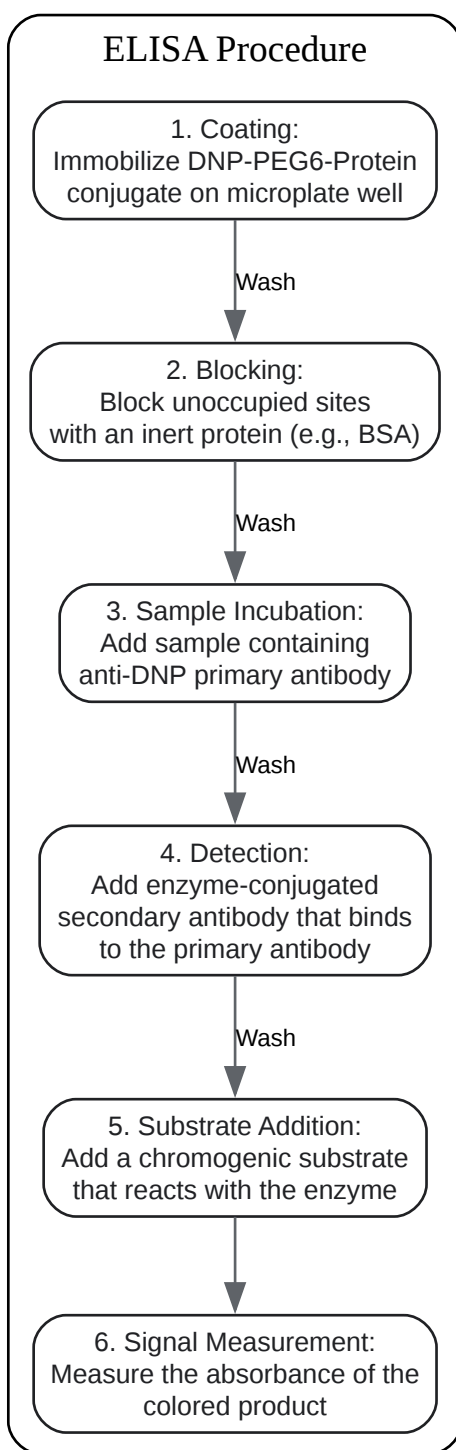 ELISA Procedure
1. Coating:
Immobilize DNP-PEG6-Protein
conjugate on microplate well
Wash
2. Blocking:
Block unoccupied sites
with an inert protein (e.g., BSA)
Wash
3. Sample Incubation:
Add sample containing
anti-DNP primary antibody
Wash
4. Detection:
Add enzyme-conjugated
secondary antibody that binds
to the primary antibody
Wash
5. Substrate Addition:
Add a chromogenic substrate
that reacts with the enzyme
6. Signal Measurement:
Measure the absorbance of the
colored product